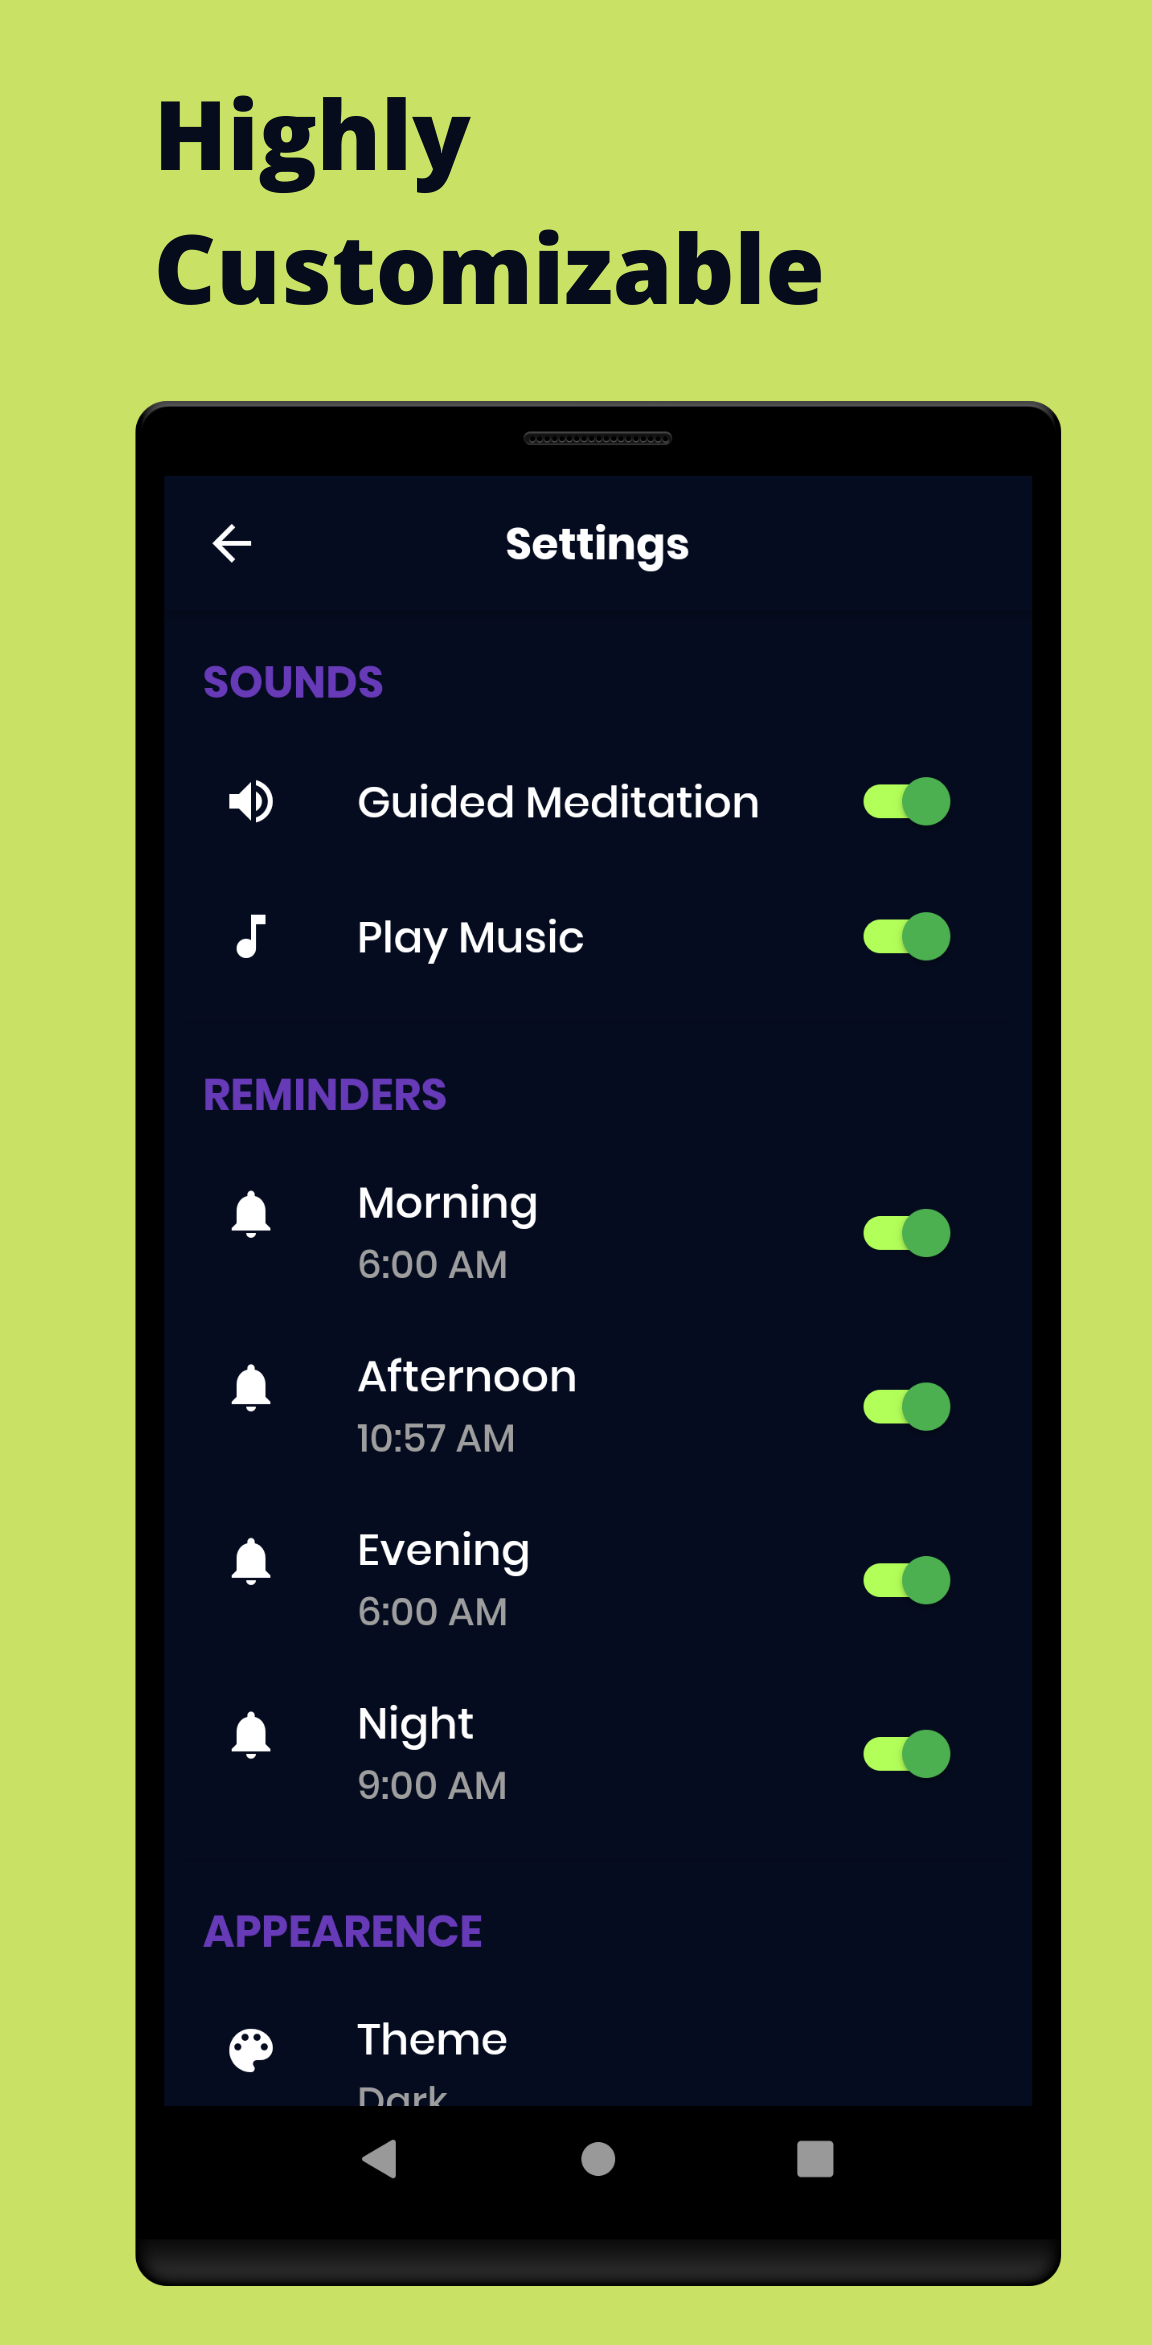 Highly
Customizable
Settings
SOUNDS
Guided Meditation
Play Music
REMINDERS
Morning
6:00 AM
Afternoon
10:57 AM
Evening
6:00 AM
Night
9:00 AM
APPEARENCE
Theme
Dark